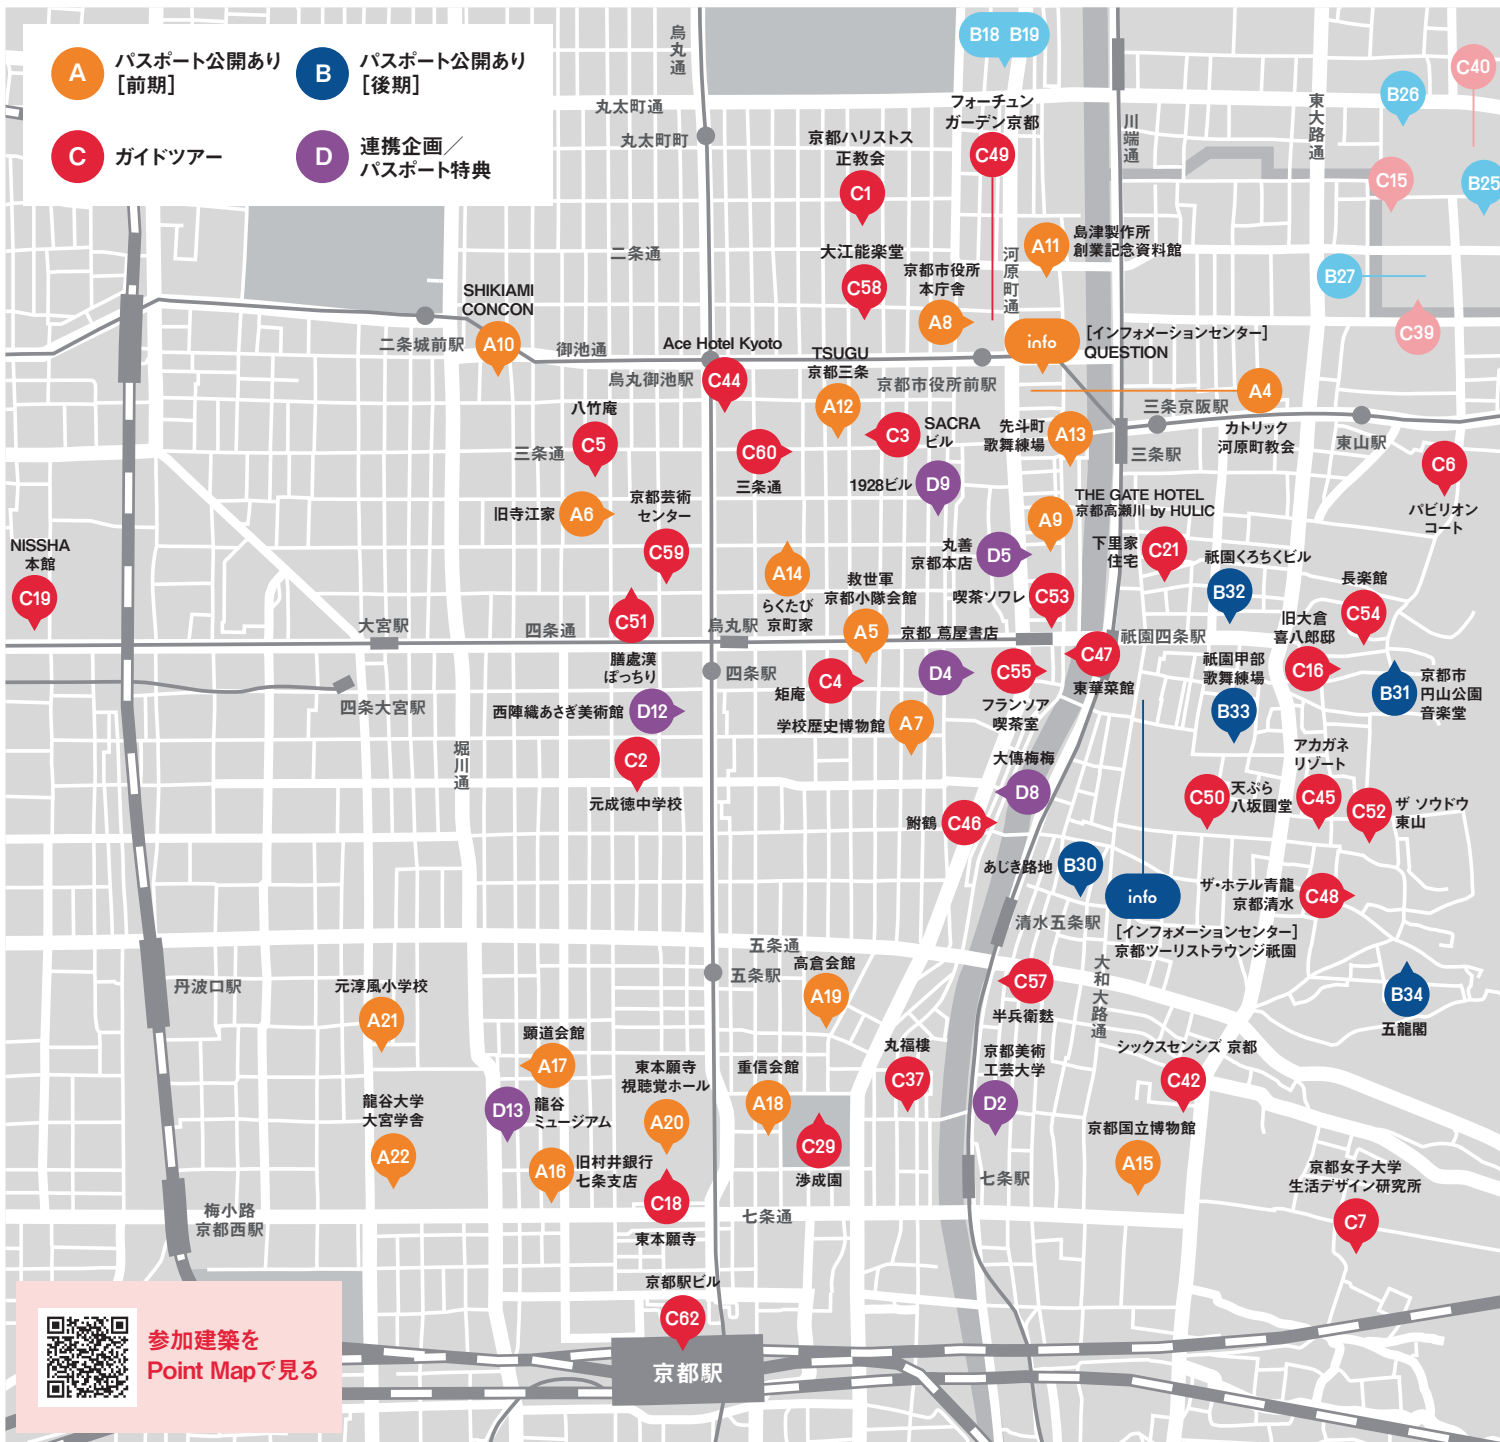 A
パスポート公開あり
[前期]
B
パスポート公開あり
[後期]
C
ガイドツアー
D
連携企画／
パスポート特典
烏丸通
丸太町通
丸太町町
B18 B19
フォーチュン
ガーデン京都
C49
京都ハリストス
正教会
C1
川端通
東大路通
B26
C40
C15
B25
二条通
大江能楽堂
C58
京都市役所
本庁舎
A8
河原町通
A11
島津製作所
創業記念資料館
B27
C39
SHIKIAMI
CONCON
A10
二条城前駅
御池通
Ace Hotel Kyoto
烏丸御池駅
C44
TSUGU
京都三条
A12
京都市役所前駅
info
[インフォメーションセンター]
QUESTION
A4
カトリック
河原町教会
三条京阪駅
東山駅
八竹庵
C5
三条通
C60
三条通
C3
SACRA
ビル
先斗町
歌舞練場
A13
三条駅
C6
パビリオン
コート
1928ビル
D9
旧寺江家
A6
京都芸術
センター
C59
THE GATE HOTEL
京都高瀬川 by HULIC
A9
丸善
京都本店
D5
下里家
住宅
C21
祇園くろちくビル
B32
NISSHA
本館
C19
A14
らくたび
京町家
救世軍
京都小隊会館
A5
喫茶ソワレ
C53
長楽館
C54
旧大倉
喜八郎邸
C16
C51
膳處漢
ぽっちり
大宮駅
四条通
烏丸駅
京都 蔦屋書店
D4
祇園四条駅
C47
東華菜館
祇園甲部
歌舞練場
B33
B31
京都市
円山公園
音楽堂
四条駅
矩庵
C4
C55
フランソア
喫茶室
四条大宮駅
西陣織あさぎ美術館
D12
学校歴史博物館
A7
堀川通
C2
元成徳中学校
大傳梅梅
D8
アカガネ
リゾート
C45
C50
天ぷら
八坂圓堂
C52
ザ ソウドウ
東山
鮒鶴
C46
あじき路地
B30
info
[インフォメーションセンター]
京都ツーリストラウンジ祇園
ザ・ホテル青龍
京都清水
C48
清水五条駅
五条通
五条駅
高倉会館
A19
丹波口駅
元淳風小学校
A21
C57
半兵衛麸
大和大路通
B34
五龍閣
顕道会館
A17
東本願寺
視聴覚ホール
A20
重信会館
A18
丸福樓
C37
京都美術
工芸大学
D2
シックスセンシズ 京都
C42
龍谷大学
大宮学舎
A22
D13
龍谷
ミュージアム
A16
旧村井銀行
七条支店
C29
渉成園
京都国立博物館
A15
七条駅
京都女子大学
生活デザイン研究所
C7
C18
東本願寺
梅小路
京都西駅
七条通
京都駅ビル
C62
京都駅
参加建築を
Point Mapで見る